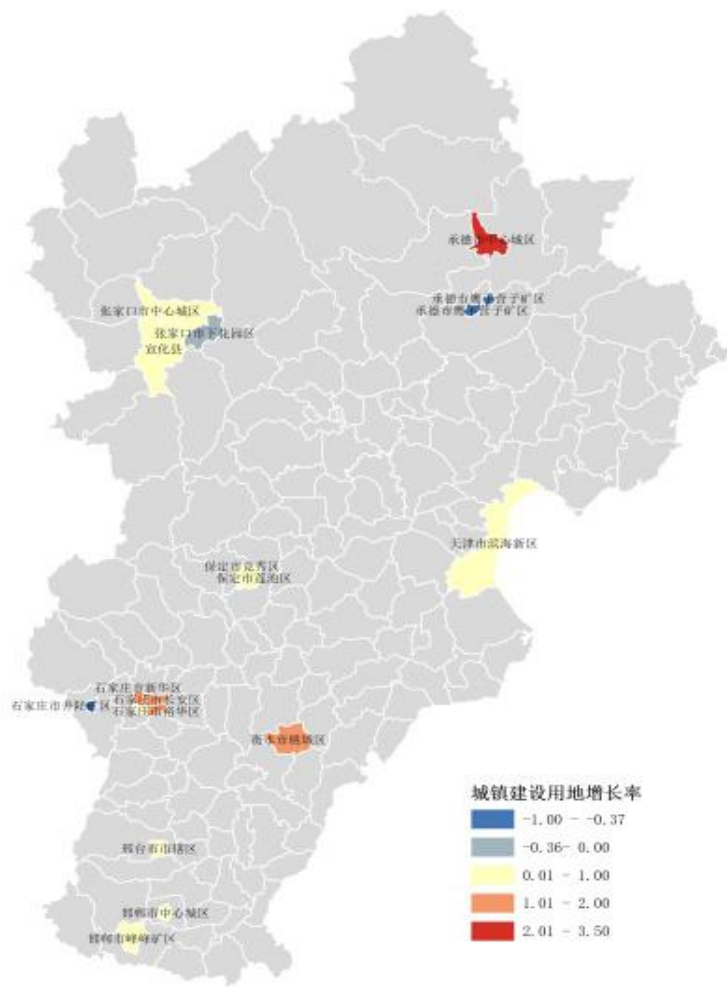 承德市中心城区
承德市鹰手营子矿区
承德市鹰手营子矿区
张家口市中心城区
张家口市下花园区
宣化县
天津市滨海新区
保定市竞秀区
保定市莲池区
石家庄市新华区
石家庄市长安区
石家庄市裕华区
石家庄市井陉矿区
衡水市桃城区
邢台市市辖区
邯郸市中心城区
邯郸市峰峰矿区
城镇建设用地增长率
-1.00 - -0.37
-0.36- 0.00
0.01 - 1.00
1.01 - 2.00
2.01 - 3.50